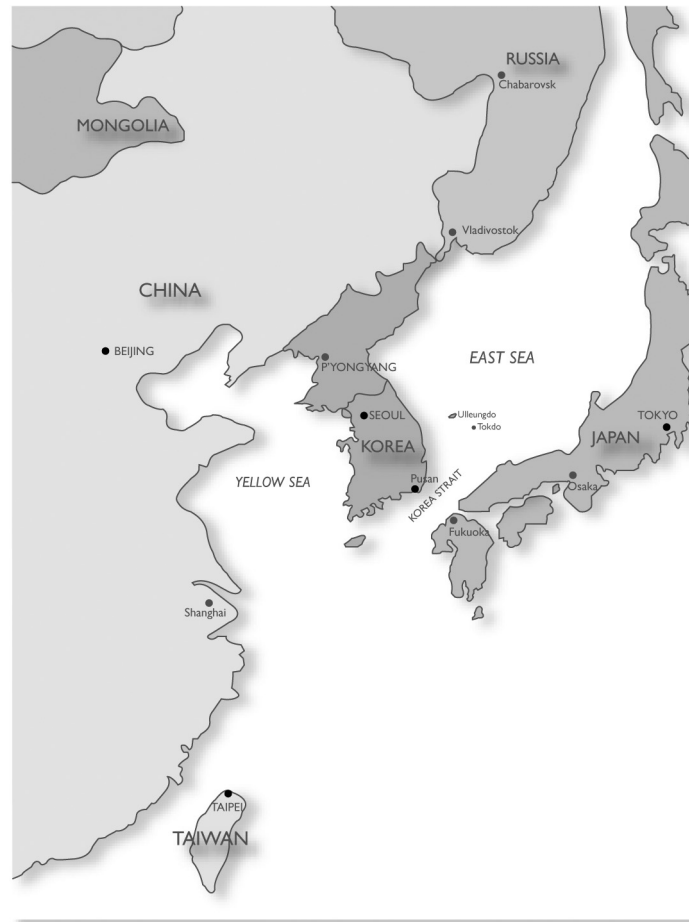 RUSSIA
Chabarovsk
MONGOLIA
Vladivostok
CHINA
BEIJING
EAST SEA
P'YONGYANG
SEOUL
Ulleungdo
Tokdo
TOKYO
KOREA
JAPAN
YELLOW SEA
Pusan
KOREA STRAIT
Osaka
Fukuoka
Shanghai
TAIPEI
TAIWAN